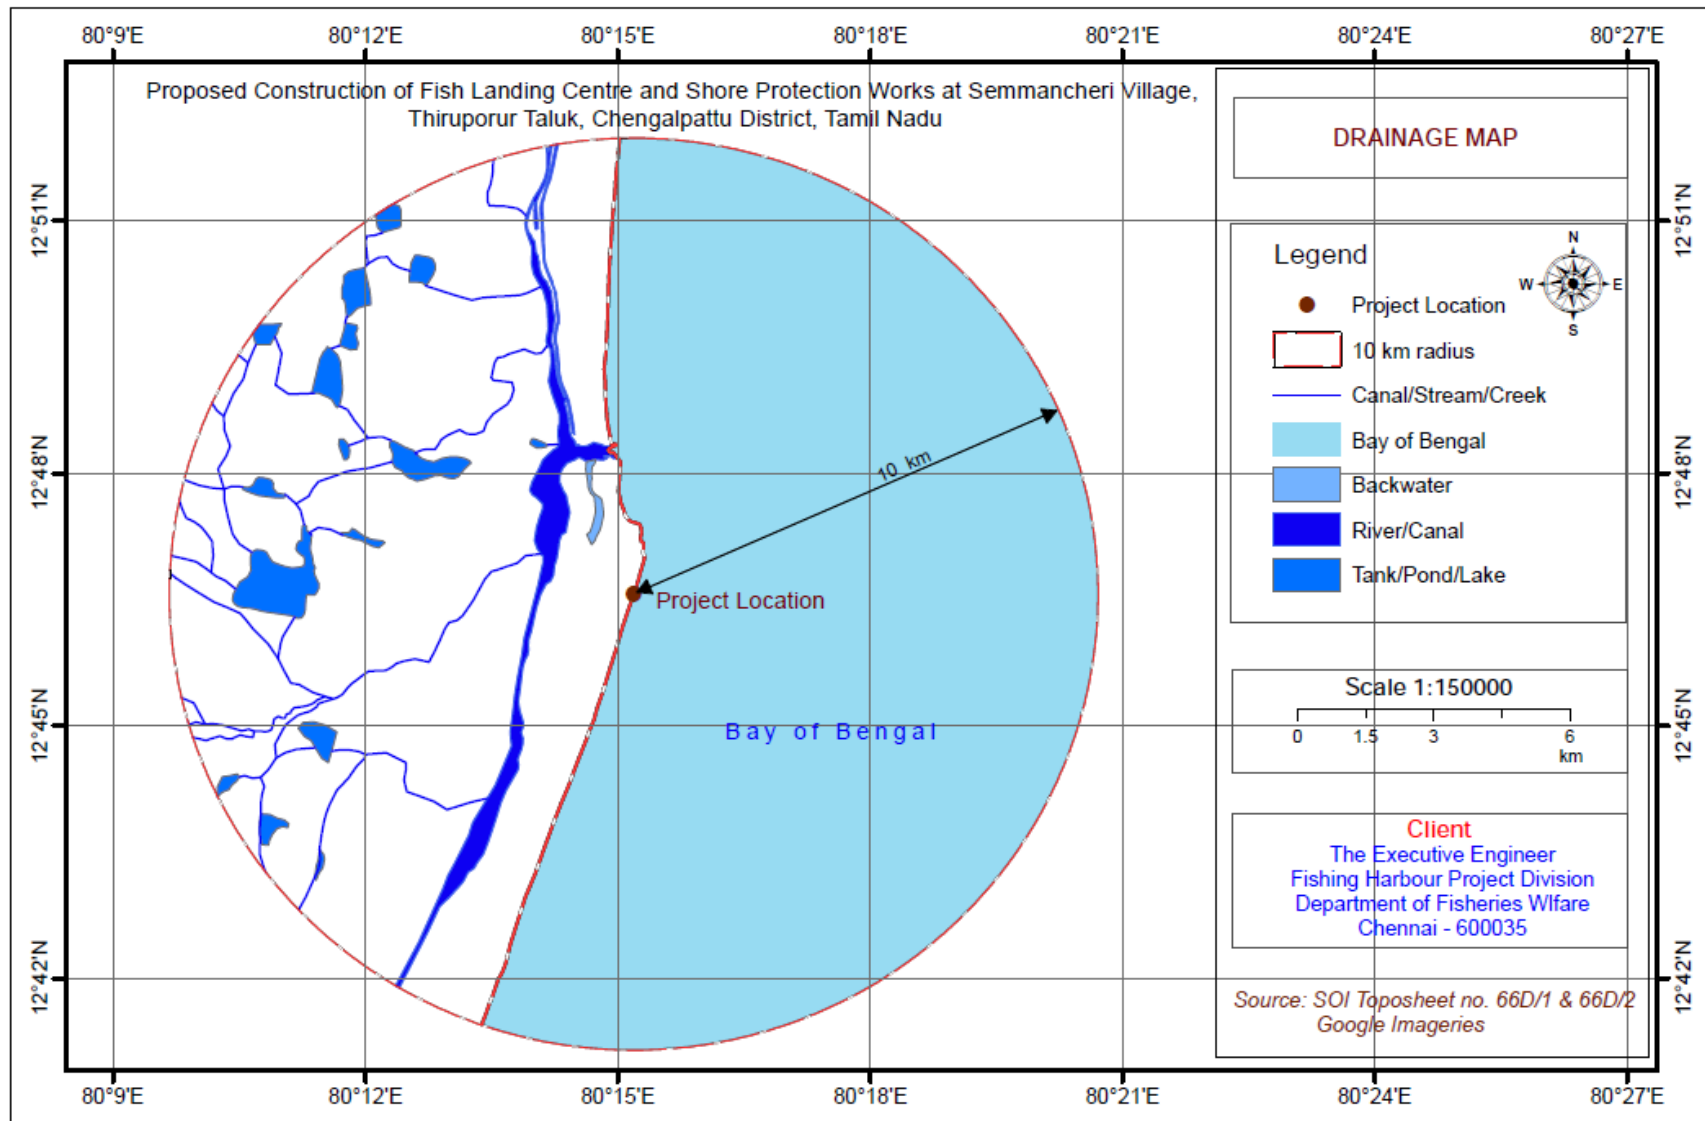 80°9'E 80°12'E 80°15'E 80°18'E 80°21'E 80°24'E 80°27'E
Proposed Construction of Fish Landing Centre and Shore Protection Works at Semmancheri Village,
Thiruporur Taluk, Chengalpattu District, Tamil Nadu
DRAINAGE MAP
12°51'N
12°51'N
Legend
N
W E
S
Project Location
10 km radius
Canal/Stream/Creek
Bay of Bengal
Backwater
River/Canal
Tank/Pond/Lake
12°48'N
12°48'N
10 km
Project Location
Scale 1:150000
0 1.5 3 6
km
12°45'N
12°45'N
Bay of Bengal
Client
The Executive Engineer
Fishing Harbour Project Division
Department of Fisheries Wlfare
Chennai - 600035
12°42'N
12°42'N
Source: SOI Toposheet no. 66D/1 & 66D/2
Google Imageries
80°9'E 80°12'E 80°15'E 80°18'E 80°21'E 80°24'E 80°27'E